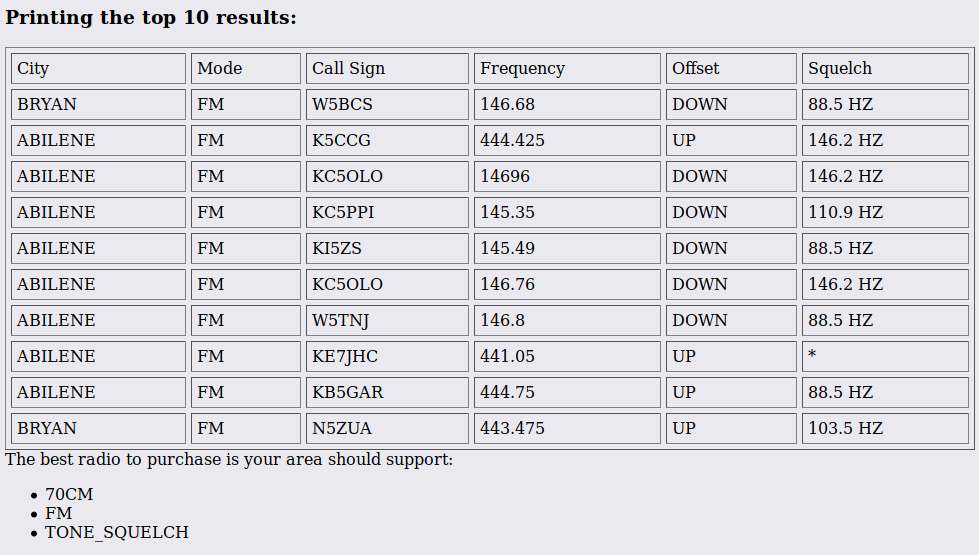 Printing the top 10 results:
City Mode Call Sign Frequency Offset Squelch
BRYAN FM W5BCS 146.68 DOWN 88.5 HZ
ABILENE FM K5CCG 444.425 UP 146.2 HZ
ABILENE FM KC5OLO 14696 DOWN 146.2 HZ
ABILENE FM KC5PPI 145.35 DOWN 110.9 HZ
ABILENE FM KI5ZS 145.49 DOWN 88.5 HZ
ABILENE FM KC5OLO 146.76 DOWN 146.2 HZ
ABILENE FM W5TNJ 146.8 DOWN 88.5 HZ
ABILENE FM KE7JHC 441.05 UP *
ABILENE FM KB5GAR 444.75 UP 88.5 HZ
BRYAN FM N5ZUA 443.475 UP 103.5 HZ
The best radio to purchase is your area should support:
• 70CM
• FM
• TONE_SQUELCH